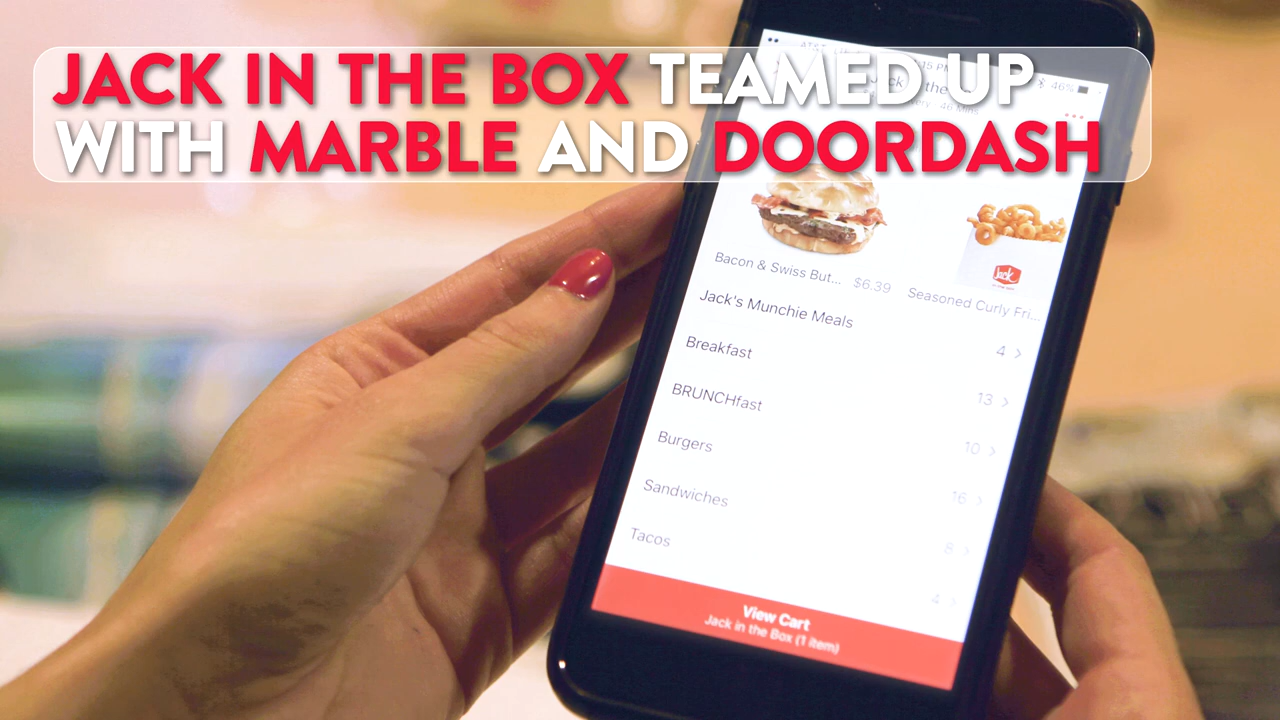 JACK IN THE BOX TEAMED UP
WITH MARBLE AND DOORDASH
46%
Bacon & Swiss But... $6.39
Seasoned Curly Fri...
Jack
Jack's Munchie Meals 4 >
Breakfast 13 >
BRUNCHfast 10 >
Burgers 16 >
Sandwiches 8 >
Tacos 4 >
View Cart
Jack in the Box (1 item)